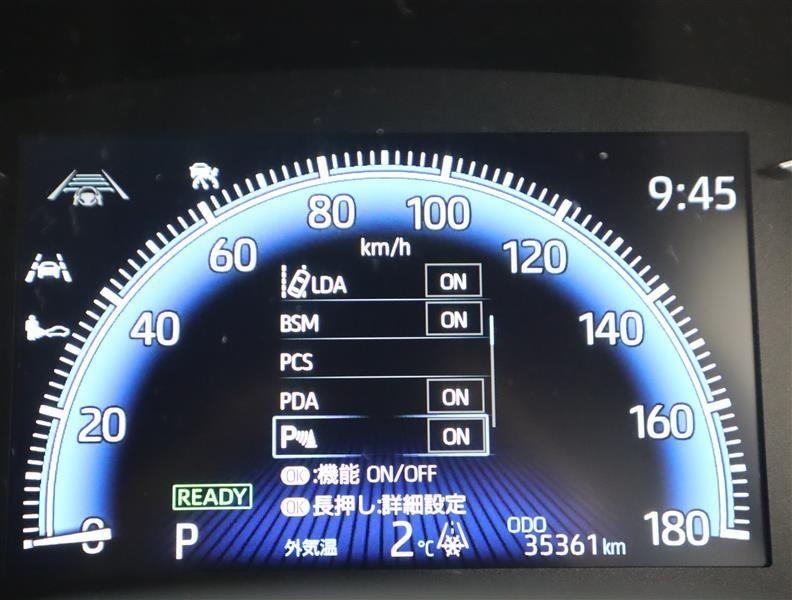 9:45
80 100
60 km/h 120
LDA ON
BSM ON
40 140
PCS
PDA ON
20 160
P ON
OK:機能 ON/OFF
OK長押し:詳細設定
READY
0 180
P 外気温 2℃ ODO 35361km